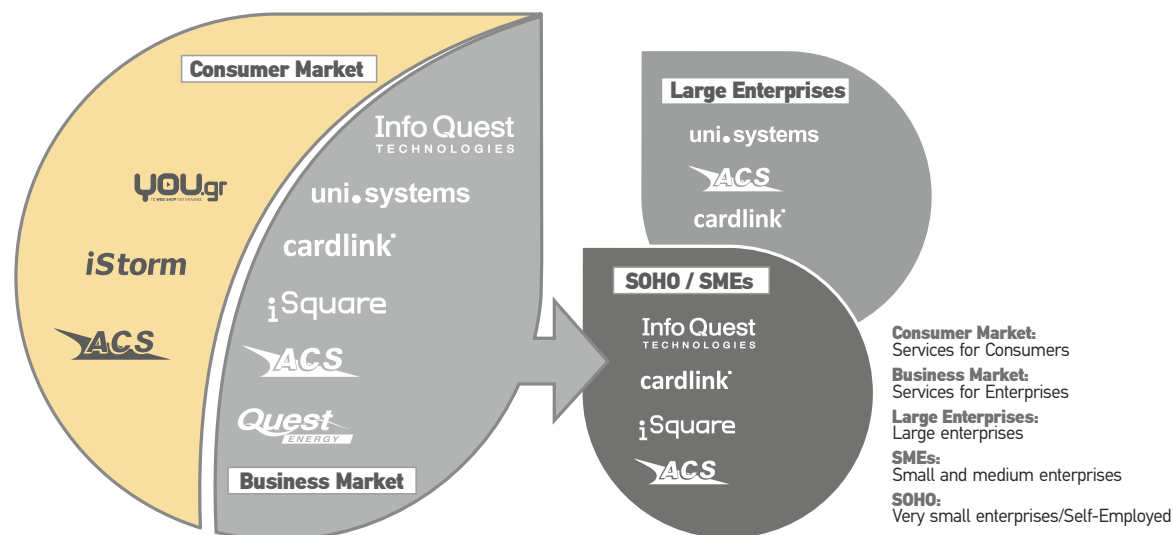 Consumer Market
YOU.gr
iStorm
ACS
Info Quest
TECHNOLOGIES
uni.systems
cardlink
iSquare
ACS
Quest
ENERGY
Business Market
Large Enterprises
uni.systems
ACS
cardlink
SOHO / SMEs
Info Quest
TECHNOLOGIES
cardlink
iSquare
ACS
Consumer Market:
Services for Consumers
Business Market:
Services for Enterprises
Large Enterprises:
Large enterprises
SMEs:
Small and medium enterprises
SOHO:
Very small enterprises/Self-Employed